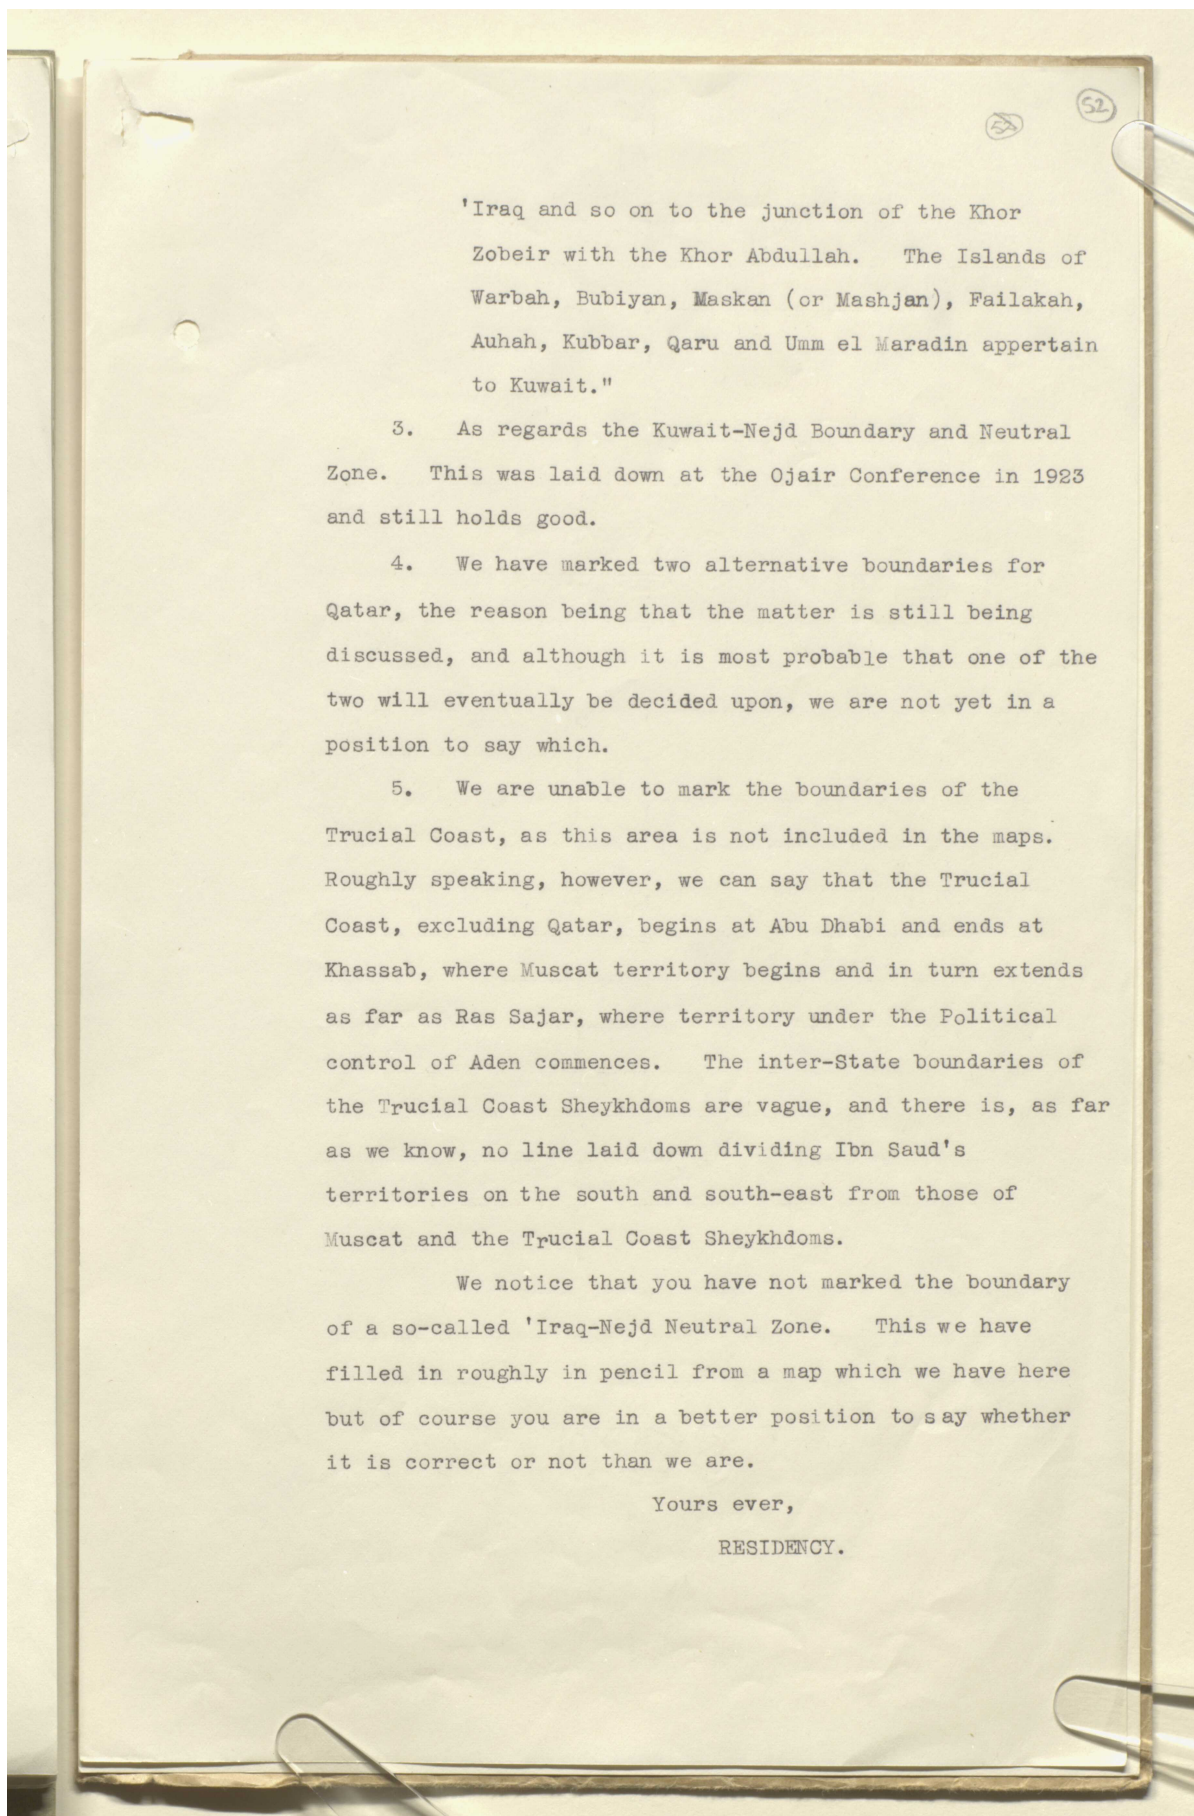 52
'Iraq and so on to the junction of the Khor
Zobeir with the Khor Abdullah. The Islands of
Warbah, Bubiyan, Maskan (or Mashjan), Failakah,
Auhah, Kubbar, Qaru and Umm el Maradin appertain
to Kuwait."
3. As regards the Kuwait-Nejd Boundary and Neutral
Zone. This was laid down at the Ojair Conference in 1923
and still holds good.
4. We have marked two alternative boundaries for
Qatar, the reason being that the matter is still being
discussed, and although it is most probable that one of the
two will eventually be decided upon, we are not yet in a
position to say which.
5. We are unable to mark the boundaries of the
Trucial Coast, as this area is not included in the maps.
Roughly speaking, however, we can say that the Trucial
Coast, excluding Qatar, begins at Abu Dhabi and ends at
Khassab, where Muscat territory begins and in turn extends
as far as Ras Sajar, where territory under the Political
control of Aden commences. The inter-State boundaries of
the Trucial Coast Sheykhdoms are vague, and there is, as far
as we know, no line laid down dividing Ibn Saud's
territories on the south and south-east from those of
Muscat and the Trucial Coast Sheykhdoms.
We notice that you have not marked the boundary
of a so-called 'Iraq-Nejd Neutral Zone. This we have
filled in roughly in pencil from a map which we have here
but of course you are in a better position to say whether
it is correct or not than we are.
Yours ever,
RESIDENCY.